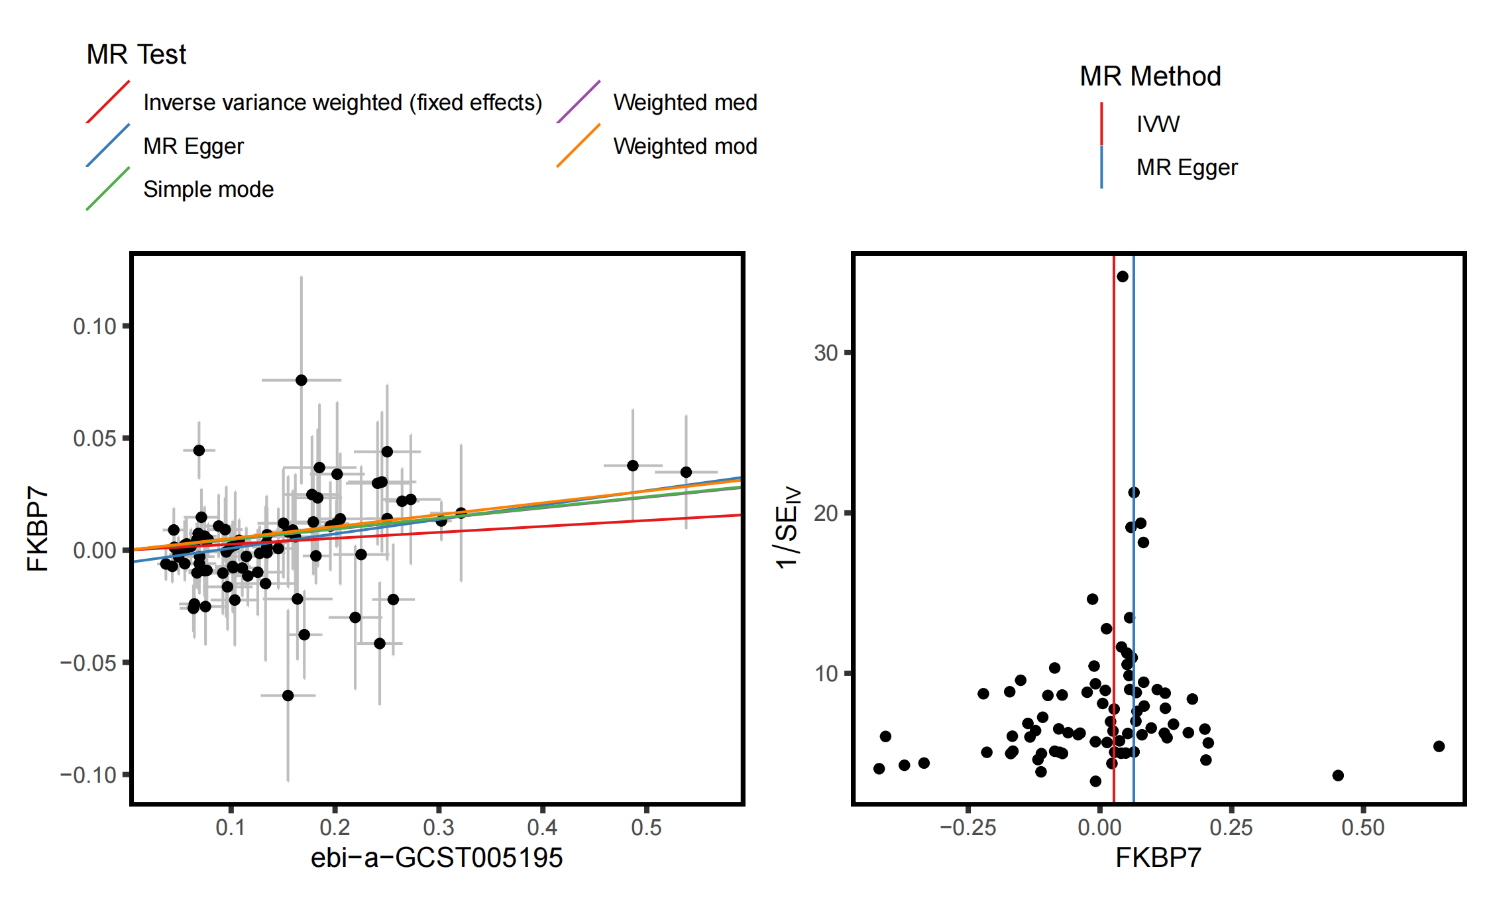 MR Test
Inverse variance weighted (fixed effects)
Weighted med
MR Egger
Weighted mod
Simple mode
FKBP7
0.10
0.05
0.00
−0.05
−0.10
0.1
0.2
0.3
0.4
0.5
ebi−a−GCST005195
MR Method
IVW
MR Egger
1/SE_IV
30
20
10
−0.25
0.00
0.25
0.50
FKBP7